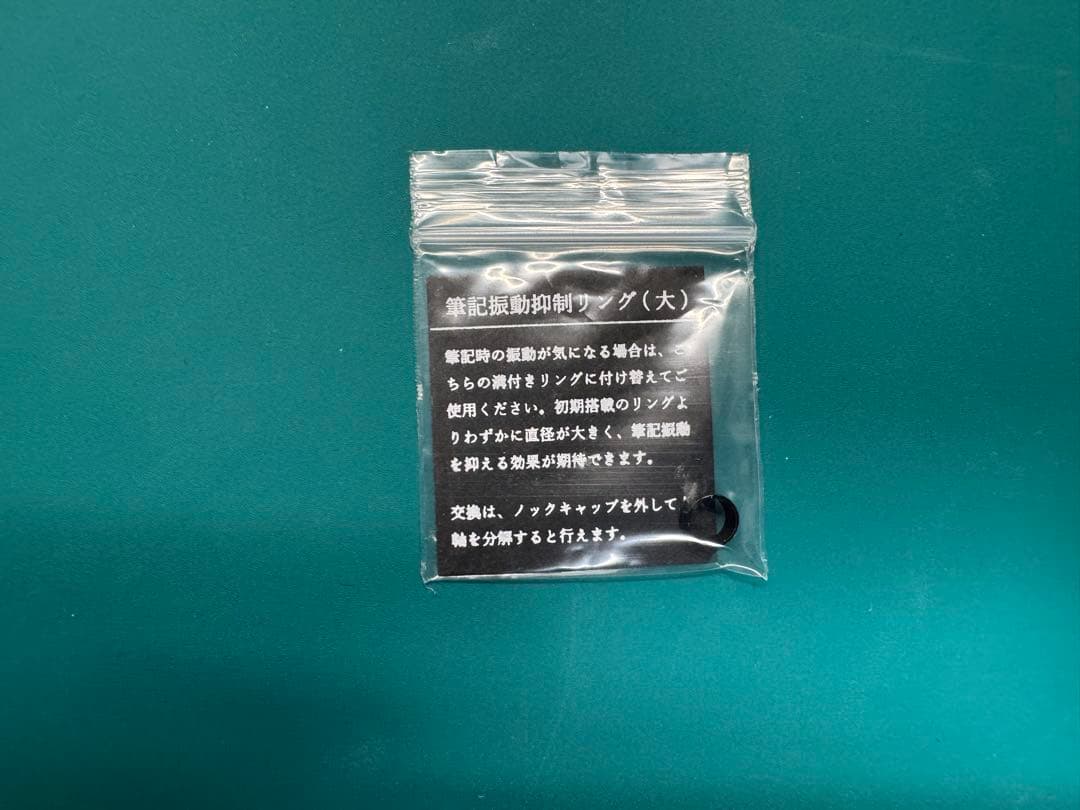 筆記振動抑制リング(大)
筆記時の振動が気になる場合は、こ
ちらの溝付きリングに付け替えてご
使用ください。初期搭載のリングよ
りわずかに直径が大きく、筆記振動
を抑える効果が期待できます。
交換は、ノックキャップを外して
軸を分解すると行えます。